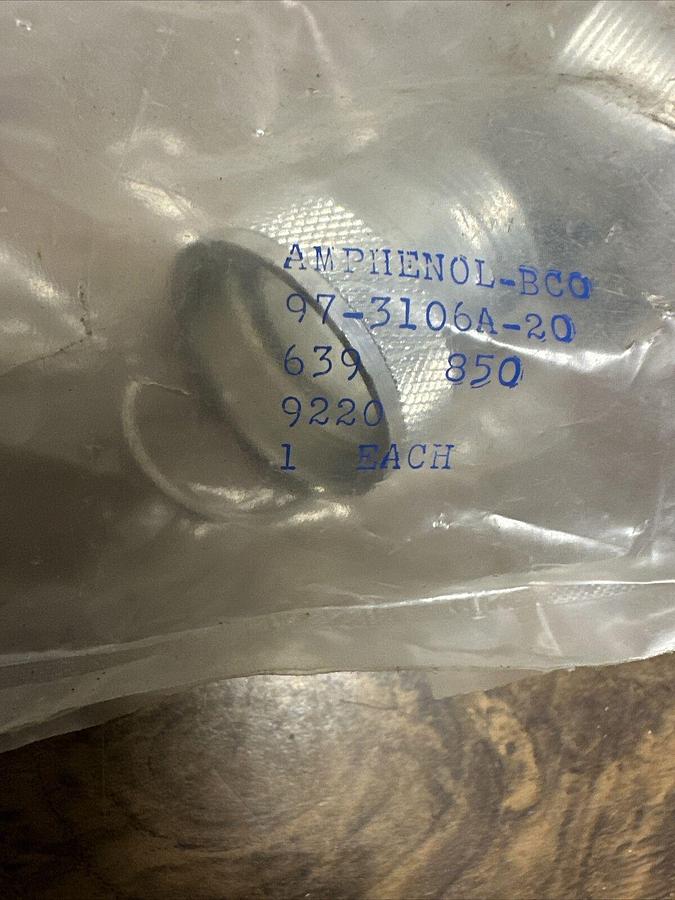 AMPHENOL-BCO
97-3106A-20
639 850
9220
1 EACH